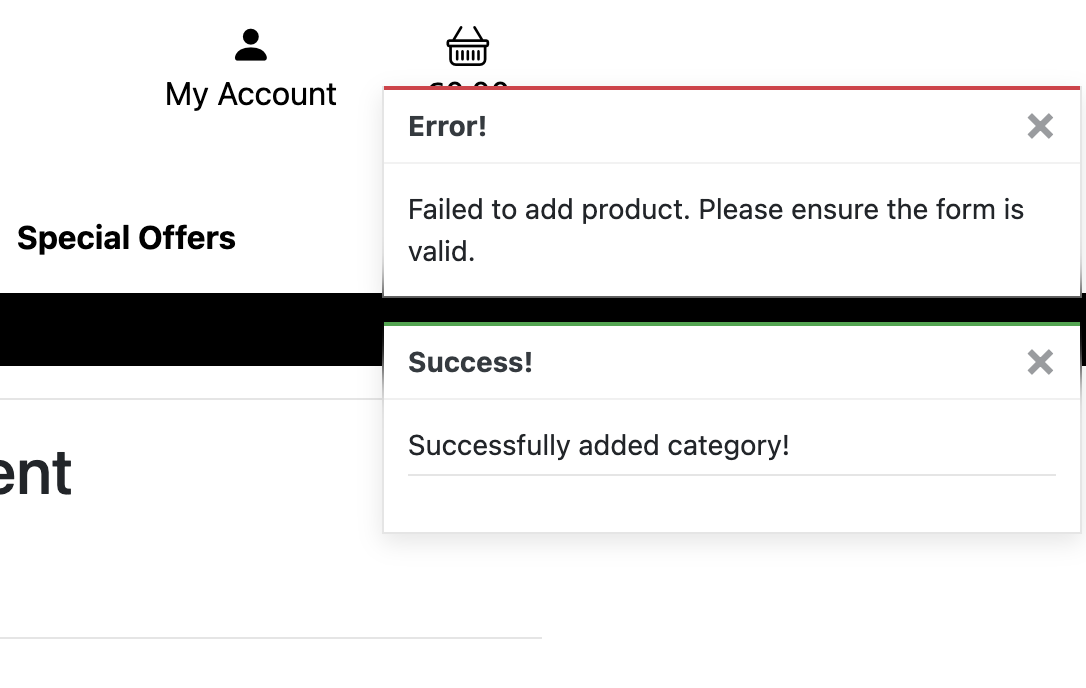 My Account
Error!
Failed to add product. Please ensure the form is
valid.
Special Offers
Success!
Successfully added category!
ent